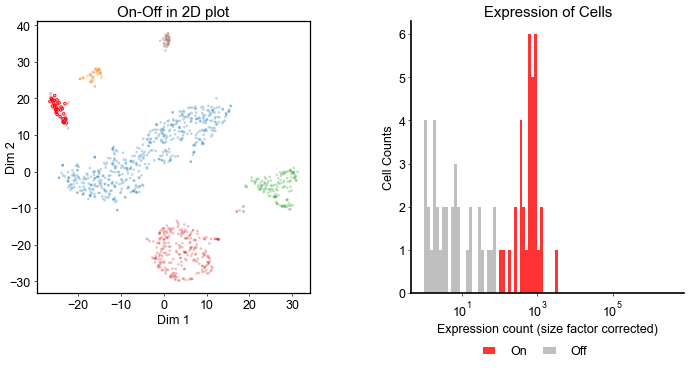 On-Off in 2D plot
40
30
20
10
0
−10
−20
−30
Dim 2
−20 −10 0 10 20 30
Dim 1
Expression of Cells
6
5
4
3
2
1
0
Cell Counts
10^1 10^3 10^5
Expression count (size factor corrected)
On Off